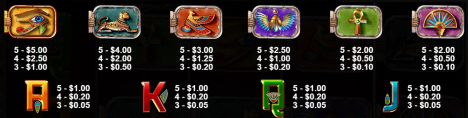 5 - $5.00 5 - $4.00 5 - $3.00 5 - $2.50 5 - $2.00 5 - $2.00
4 - $2.50 4 - $2.00 4 - $1.25 4 - $1.00 4 - $0.50 4 - $0.50
3 - $1.00 3 - $0.50 3 - $0.20 3 - $0.20 3 - $0.10 3 - $0.10
A 5 - $1.00 K 5 - $1.00 Q 5 - $1.00 J 5 - $1.00
4 - $0.20 4 - $0.20 4 - $0.20 4 - $0.20
3 - $0.05 3 - $0.05 3 - $0.05 3 - $0.05